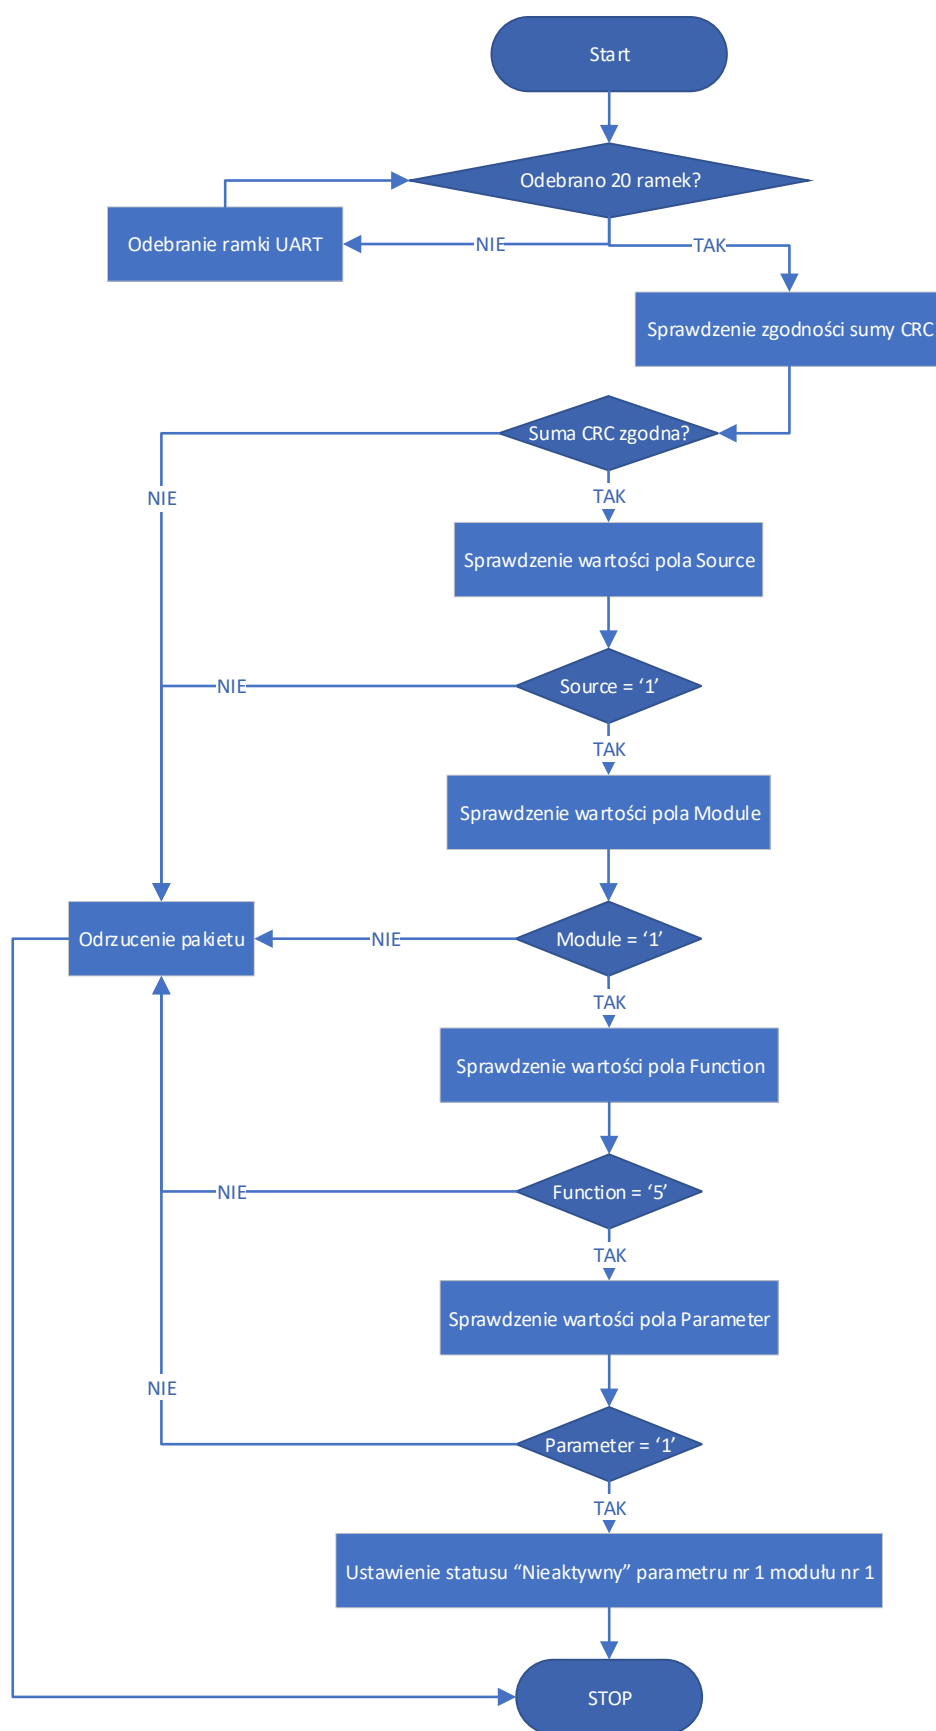 Start
Odebrano 20 ramek?
Odebranie ramki UART
NIE
TAK
Sprawdzenie zgodności sumy CRC
Suma CRC zgodna?
NIE
TAK
Sprawdzenie wartości pola Source
Source = ‘1’
NIE
TAK
Sprawdzenie wartości pola Module
Odrzucenie pakietu
NIE
Module = ‘1’
TAK
Sprawdzenie wartości pola Function
NIE
Function = ‘5’
TAK
Sprawdzenie wartości pola Parameter
NIE
Parameter = ‘1’
TAK
Ustawienie statusu “Nieaktywny” parametru nr 1 modułu nr 1
STOP